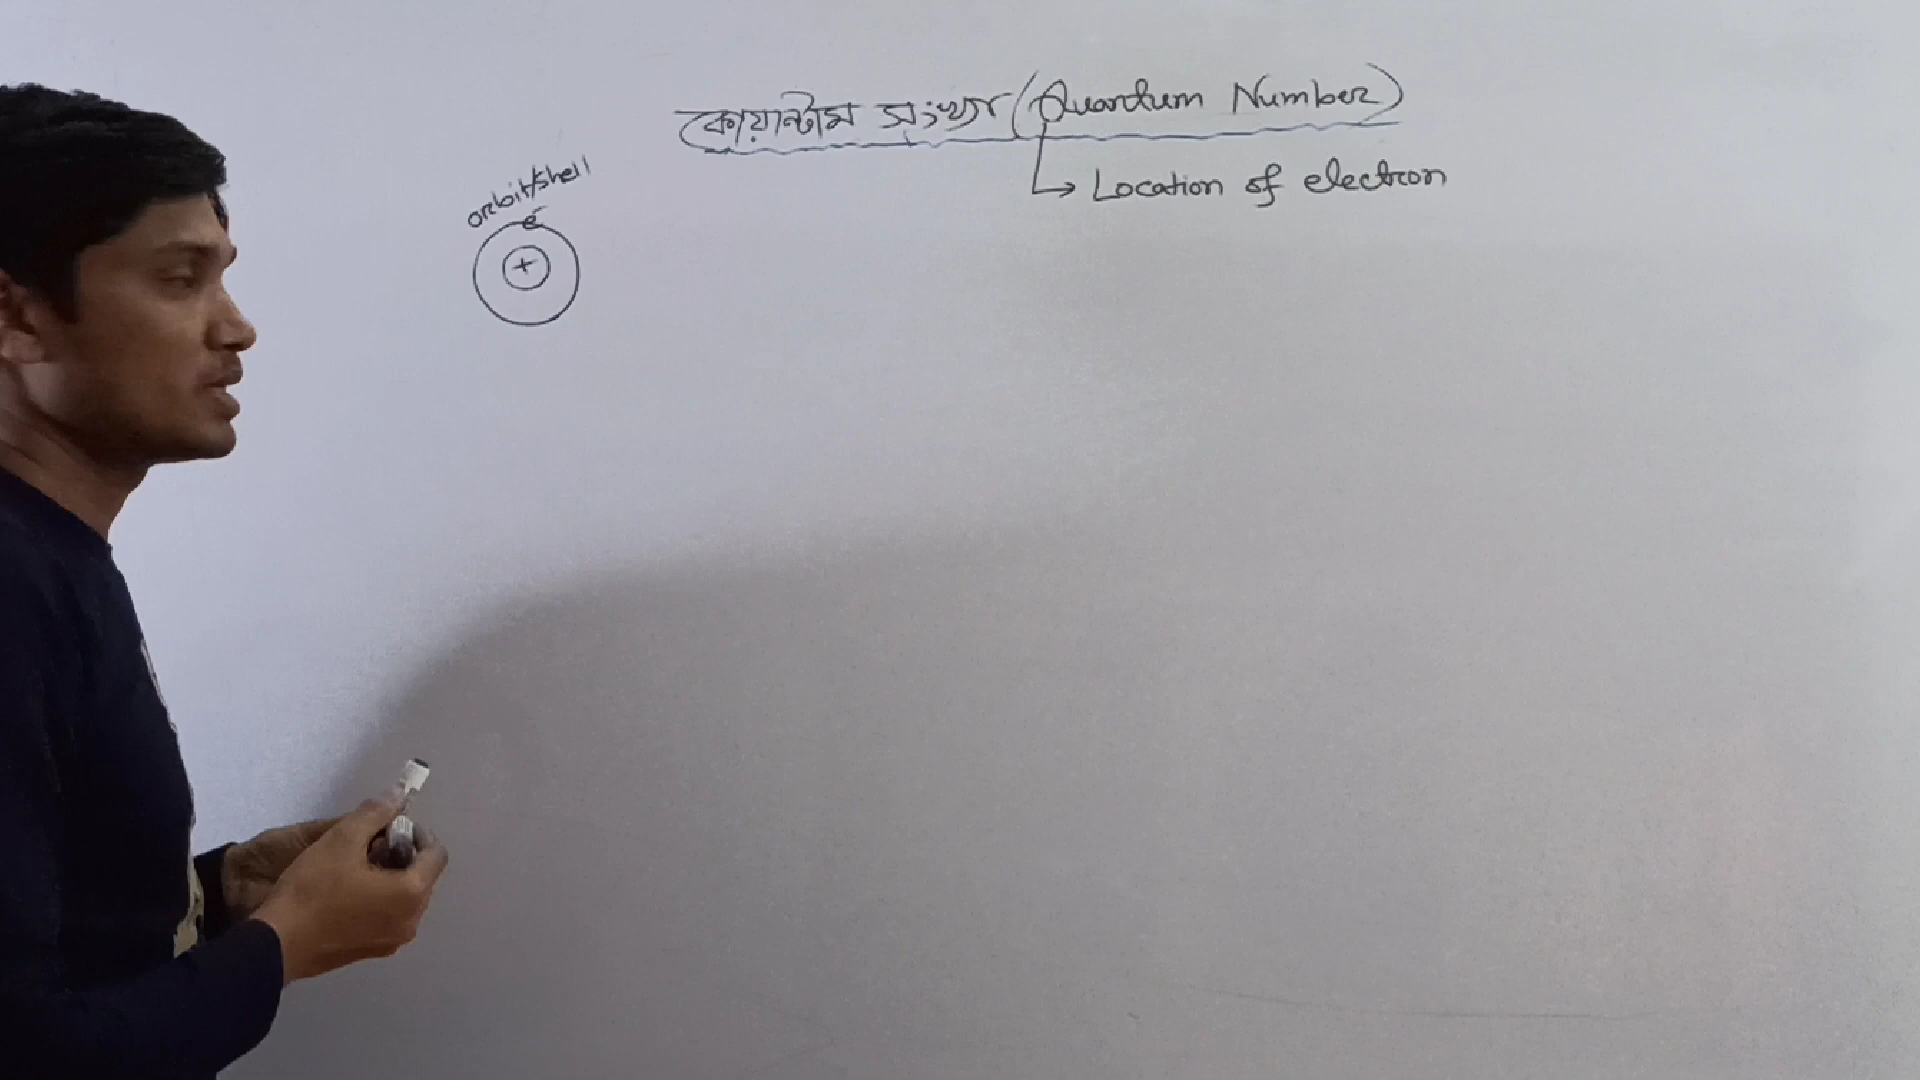 কোয়ান্টাম সংখ্যা (Quantum Number)
→ Location of electron
orbit/shell
e⁻
+